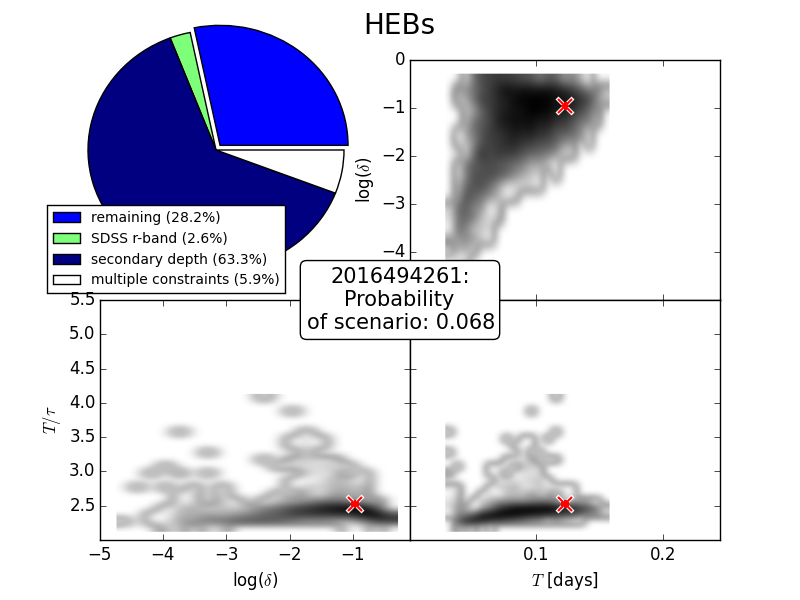 HEBs
remaining (28.2%)
SDSS r-band (2.6%)
secondary depth (63.3%)
multiple constraints (5.9%)
0
−1
−2
−3
−4
log(δ)
2016494261:
Probability
of scenario: 0.068
5.5
5.0
4.5
4.0
3.5
3.0
2.5
T/τ
−5 −4 −3 −2 −1
log(δ)
0.1 0.2
T [days]